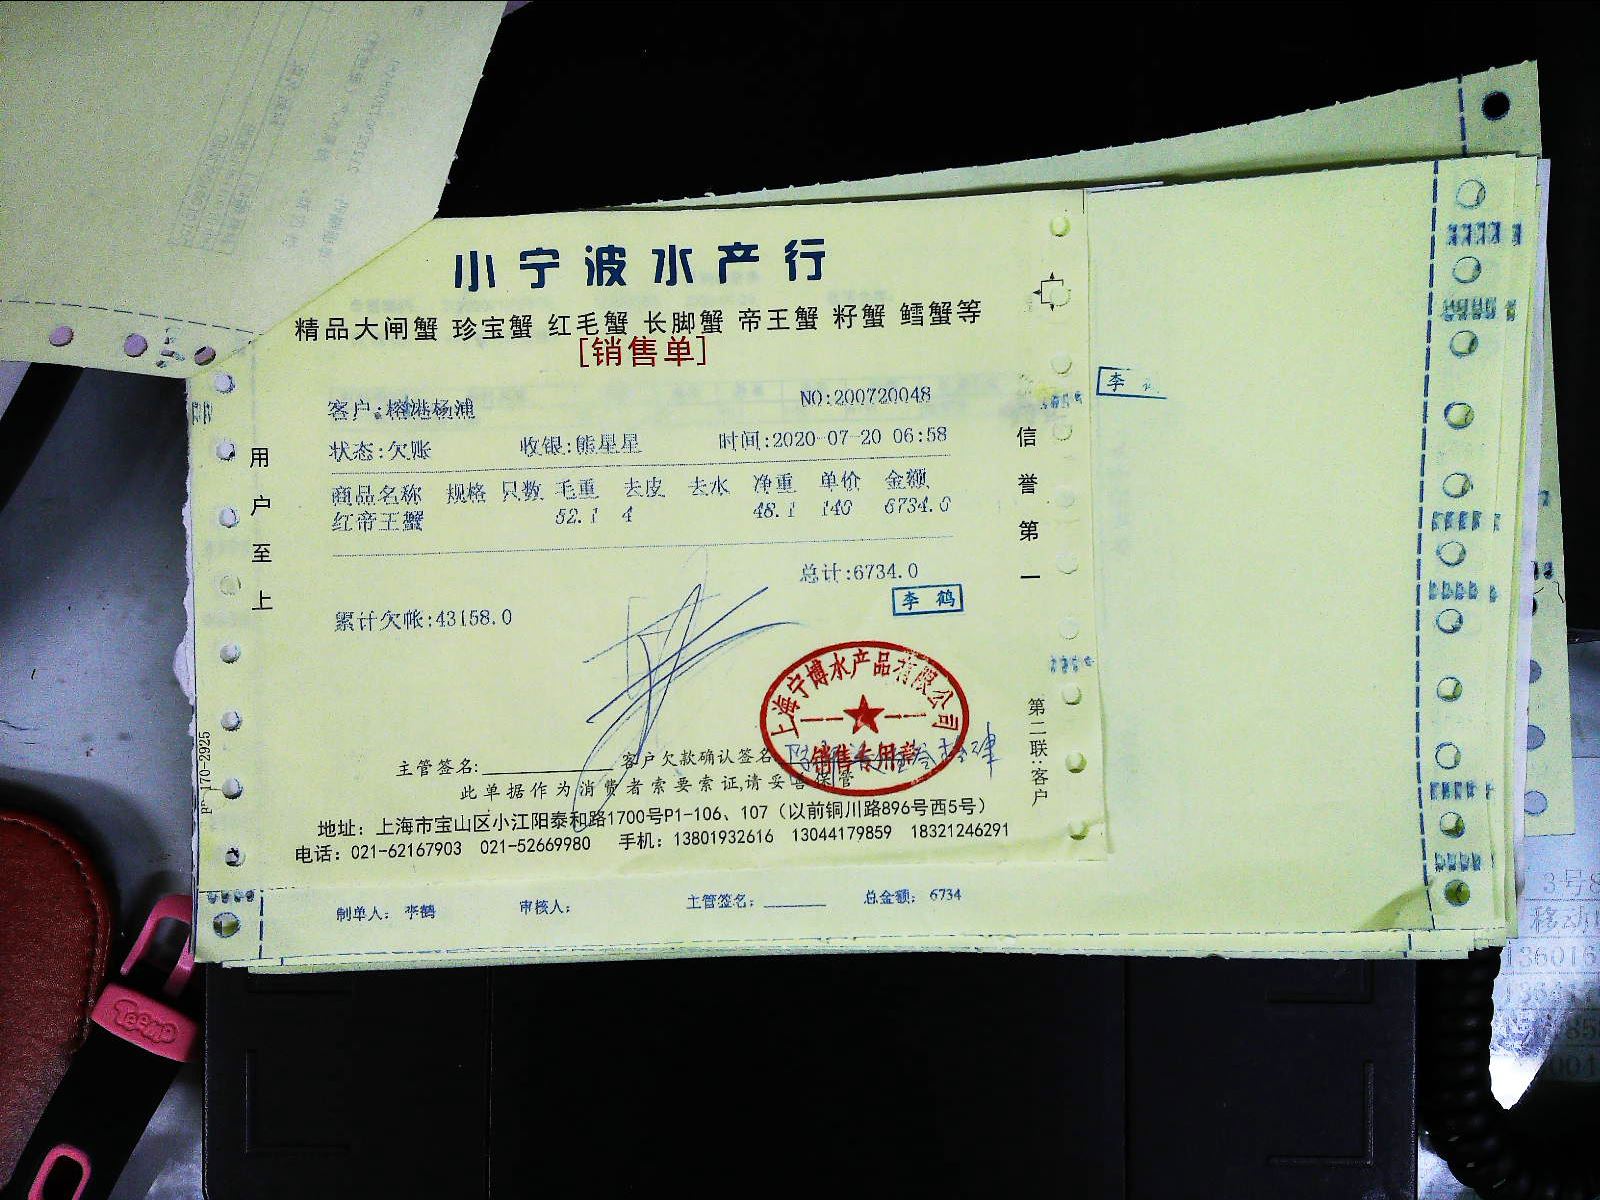 小宁波水产行
精品大闸蟹 珍宝蟹 红毛蟹 长脚蟹 帝王蟹 籽蟹 鳕蟹等
[销售单]
客户:榕港杨浦 NO:200720048
状态:欠账 收银:熊星星 时间:2020-07-20 06:58
商品名称 规格 只数 毛重 去皮 去水 净重 单价 金额
红帝王蟹 52.1 4 48.1 140 6734.0
总计:6734.0
李鹤
累计欠帐:43158.0
上海宁博水产品有限公司
销售专用章
主管签名: 客户欠款确认签名
此单据作为消费者索要索证,请妥善保管
地址：上海市宝山区小江阳泰和路1700号P1-106、107（以前铜川路896号西5号）
电话：021-62167903 021-52669980 手机：13801932616 13044179859 18321246291
用户至上
信誉第一
第二联:客户
李
制单人：李鹤 审核人： 主管签名： 总金额：6734
Teemo
3号
移动